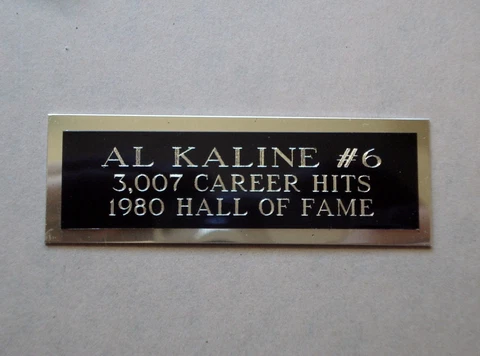 AL KALINE #6
3,007 CAREER HITS
1980 HALL OF FAME